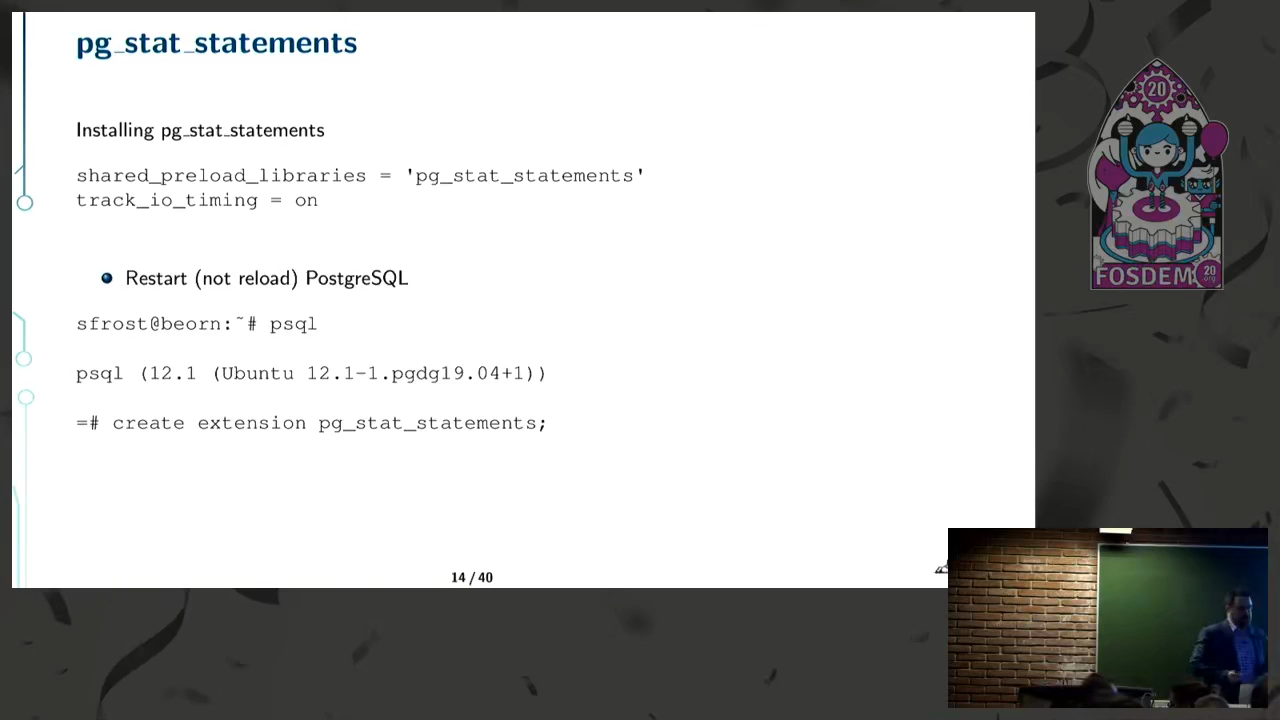 pg_stat_statements
Installing pg_stat_statements
shared_preload_libraries = 'pg_stat_statements'
track_io_timing = on
Restart (not reload) PostgreSQL
sfrost@beorn:~# psql
psql (12.1 (Ubuntu 12.1-1.pgdg19.04+1))
=# create extension pg_stat_statements;
14 / 40
20
FOSDEM
20
.org